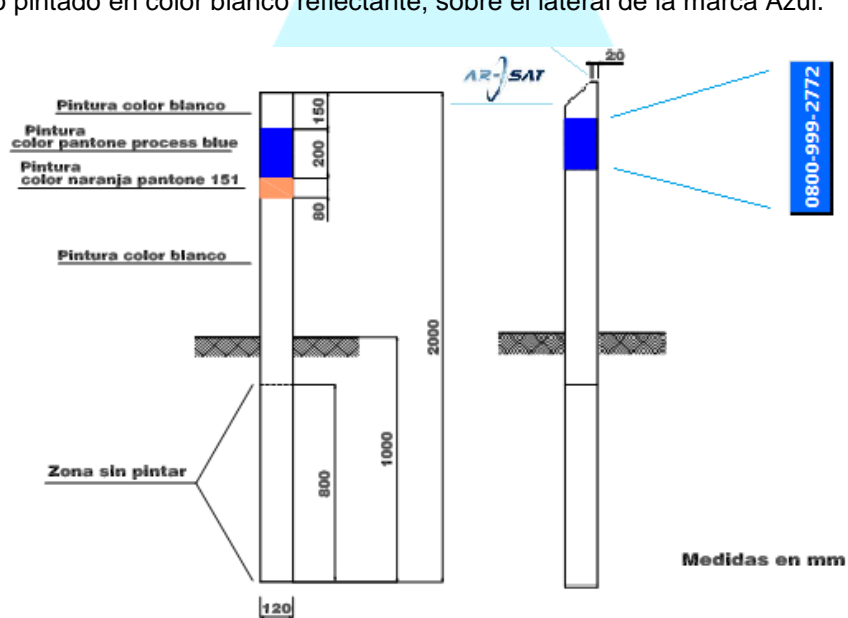 o pintado en color blanco reflectante, sobre el lateral de la marca Azul.
20
AR-SAT
Pintura color blanco
150
Pintura
color pantone process blue
200
Pintura
color naranja pantone 151
80
0800-999-2772
Pintura color blanco
2000
1000
Zona sin pintar
800
Medidas en mm
120